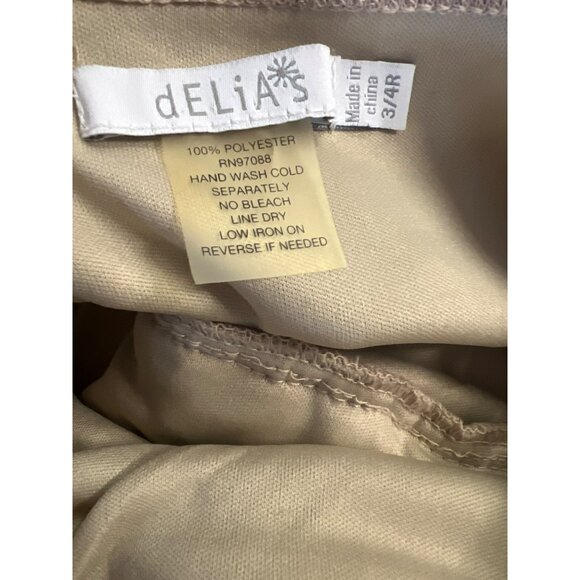 dELiA*s
Made in
china
3/4R
100% POLYESTER
RN97088
HAND WASH COLD
SEPARATELY
NO BLEACH
LINE DRY
LOW IRON ON
REVERSE IF NEEDED